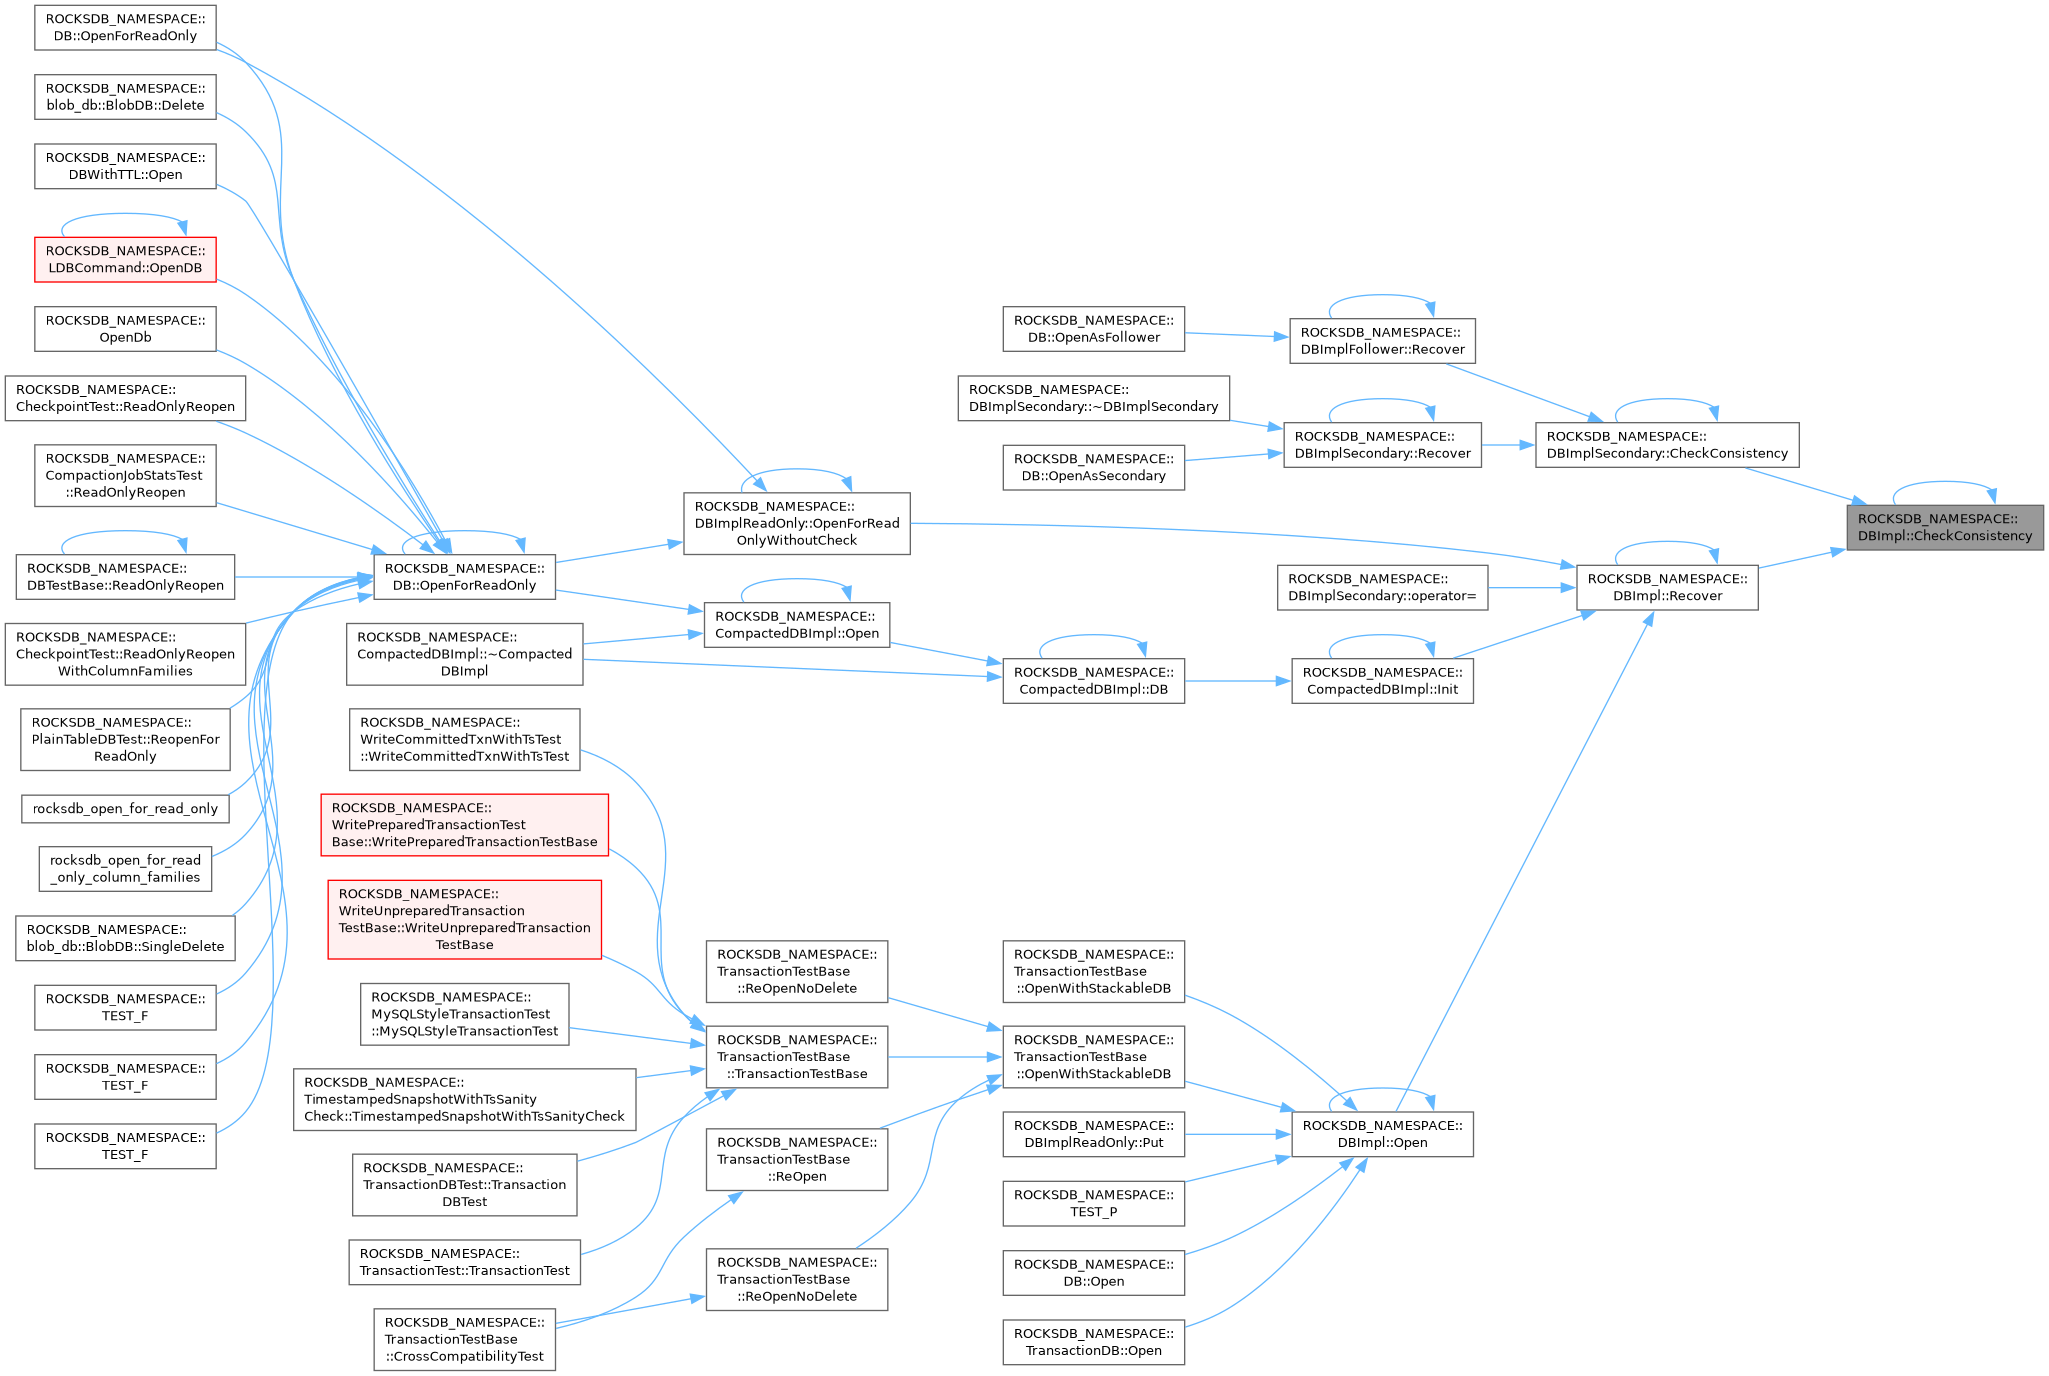 ROCKSDB_NAMESPACE::
DB::OpenForReadOnly
ROCKSDB_NAMESPACE::
blob_db::BlobDB::Delete
ROCKSDB_NAMESPACE::
DBWithTTL::Open
ROCKSDB_NAMESPACE::
LDBCommand::OpenDB
ROCKSDB_NAMESPACE::
OpenDb
ROCKSDB_NAMESPACE::
CheckpointTest::ReadOnlyReopen
ROCKSDB_NAMESPACE::
CompactionJobStatsTest
::ReadOnlyReopen
ROCKSDB_NAMESPACE::
DBTestBase::ReadOnlyReopen
ROCKSDB_NAMESPACE::
CheckpointTest::ReadOnlyReopen
WithColumnFamilies
ROCKSDB_NAMESPACE::
PlainTableDBTest::ReopenFor
ReadOnly
rocksdb_open_for_read_only
rocksdb_open_for_read
_only_column_families
ROCKSDB_NAMESPACE::
blob_db::BlobDB::SingleDelete
ROCKSDB_NAMESPACE::
TEST_F
ROCKSDB_NAMESPACE::
TEST_F
ROCKSDB_NAMESPACE::
TEST_F
ROCKSDB_NAMESPACE::
DB::OpenForReadOnly
ROCKSDB_NAMESPACE::
CompactedDBImpl::~Compacted
DBImpl
ROCKSDB_NAMESPACE::
WriteCommittedTxnWithTsTest
::WriteCommittedTxnWithTsTest
ROCKSDB_NAMESPACE::
WritePreparedTransactionTest
Base::WritePreparedTransactionTestBase
ROCKSDB_NAMESPACE::
WriteUnpreparedTransaction
TestBase::WriteUnpreparedTransaction
TestBase
ROCKSDB_NAMESPACE::
MySQLStyleTransactionTest
::MySQLStyleTransactionTest
ROCKSDB_NAMESPACE::
TimestampedSnapshotWithTsSanity
Check::TimestampedSnapshotWithTsSanityCheck
ROCKSDB_NAMESPACE::
TransactionDBTest::Transaction
DBTest
ROCKSDB_NAMESPACE::
TransactionTest::TransactionTest
ROCKSDB_NAMESPACE::
TransactionTestBase
::CrossCompatibilityTest
ROCKSDB_NAMESPACE::
DBImplReadOnly::OpenForRead
OnlyWithoutCheck
ROCKSDB_NAMESPACE::
CompactedDBImpl::Open
ROCKSDB_NAMESPACE::
TransactionTestBase
::ReOpenNoDelete
ROCKSDB_NAMESPACE::
TransactionTestBase
::TransactionTestBase
ROCKSDB_NAMESPACE::
TransactionTestBase
::ReOpen
ROCKSDB_NAMESPACE::
TransactionTestBase
::ReOpenNoDelete
ROCKSDB_NAMESPACE::
DB::OpenAsFollower
ROCKSDB_NAMESPACE::
DBImplSecondary::~DBImplSecondary
ROCKSDB_NAMESPACE::
DB::OpenAsSecondary
ROCKSDB_NAMESPACE::
CompactedDBImpl::DB
ROCKSDB_NAMESPACE::
TransactionTestBase
::OpenWithStackableDB
ROCKSDB_NAMESPACE::
TransactionTestBase
::OpenWithStackableDB
ROCKSDB_NAMESPACE::
DBImplReadOnly::Put
ROCKSDB_NAMESPACE::
TEST_P
ROCKSDB_NAMESPACE::
DB::Open
ROCKSDB_NAMESPACE::
TransactionDB::Open
ROCKSDB_NAMESPACE::
DBImplFollower::Recover
ROCKSDB_NAMESPACE::
DBImplSecondary::Recover
ROCKSDB_NAMESPACE::
DBImplSecondary::operator=
ROCKSDB_NAMESPACE::
CompactedDBImpl::Init
ROCKSDB_NAMESPACE::
DBImpl::Open
ROCKSDB_NAMESPACE::
DBImplSecondary::CheckConsistency
ROCKSDB_NAMESPACE::
DBImpl::Recover
ROCKSDB_NAMESPACE::
DBImpl::CheckConsistency